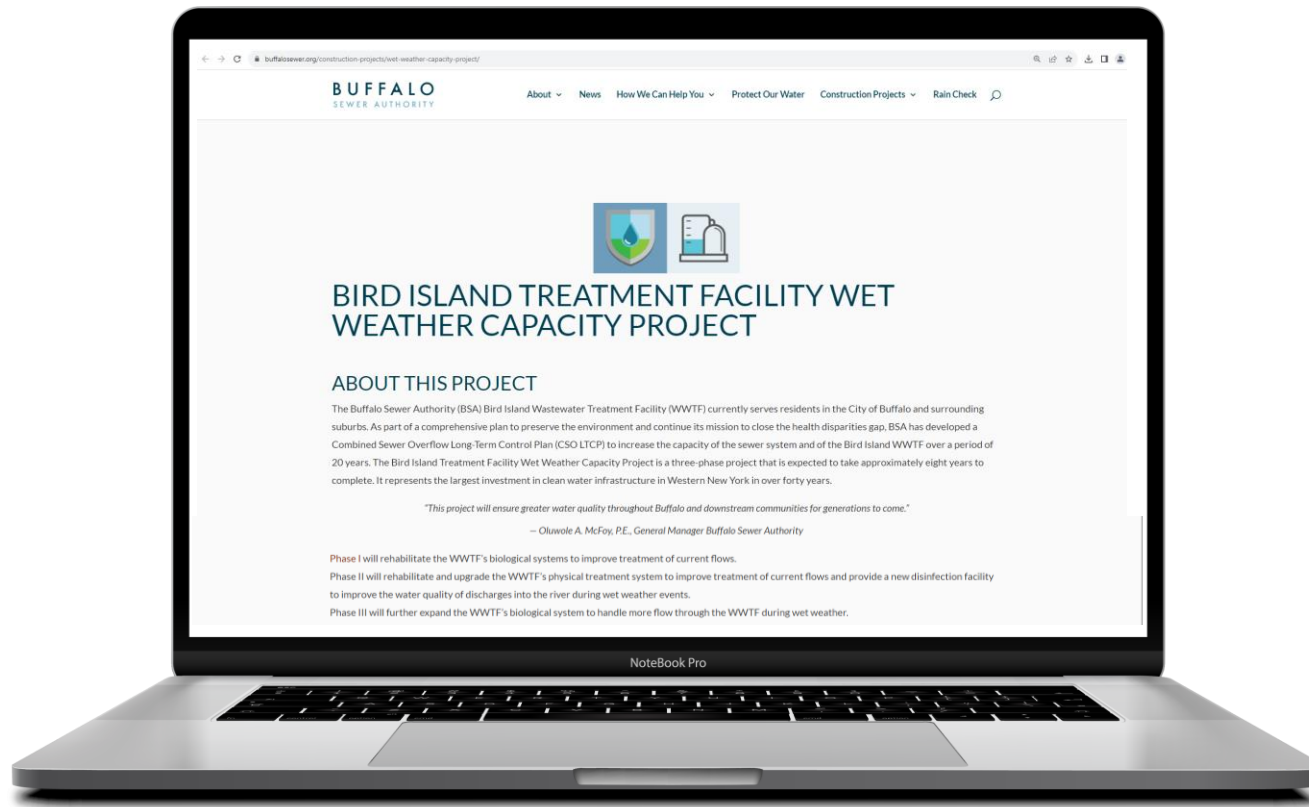 buffalosewer.org/construction-projects/wet-weather-capacity-project/
BUFFALO
SEWER AUTHORITY
About News How We Can Help You Protect Our Water Construction Projects Rain Check
BIRD ISLAND TREATMENT FACILITY WET
WEATHER CAPACITY PROJECT
ABOUT THIS PROJECT
The Buffalo Sewer Authority (BSA) Bird Island Wastewater Treatment Facility (WWTF) currently serves residents in the City of Buffalo and surrounding
suburbs. As part of a comprehensive plan to preserve the environment and continue its mission to close the health disparities gap, BSA has developed a
Combined Sewer Overflow Long-Term Control Plan (CSO LTCP) to increase the capacity of the sewer system and of the Bird Island WWTF over a period of
20 years. The Bird Island Treatment Facility Wet Weather Capacity Project is a three-phase project that is expected to take approximately eight years to
complete. It represents the largest investment in clean water infrastructure in Western New York in over forty years.
"This project will ensure greater water quality throughout Buffalo and downstream communities for generations to come."
— Oluwole A. McFoy, P.E., General Manager Buffalo Sewer Authority
Phase I will rehabilitate the WWTF's biological systems to improve treatment of current flows.
Phase II will rehabilitate and upgrade the WWTF's physical treatment system to improve treatment of current flows and provide a new disinfection facility
to improve the water quality of discharges into the river during wet weather events.
Phase III will further expand the WWTF's biological system to handle more flow through the WWTF during wet weather.
NoteBook Pro